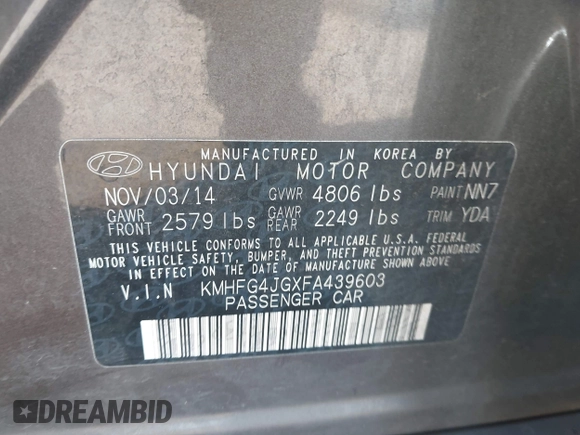 MANUFACTURED IN KOREA BY
HYUNDAI MOTOR COMPANY
NOV/03/14 GVWR 4806 lbs PAINT NN7
GAWR FRONT 2579 lbs GAWR REAR 2249 lbs TRIM YDA
THIS VEHICLE CONFORMS TO ALL APPLICABLE U.S.A. FEDERAL
MOTOR VEHICLE SAFETY, BUMPER, AND THEFT PREVENTION STANDARDS
IN EFFECT ON THE DATE OF MANUFACTURE SHOWN ABOVE.
V.I.N KMHFG4JGXFA439603
PASSENGER CAR
DREAMBID